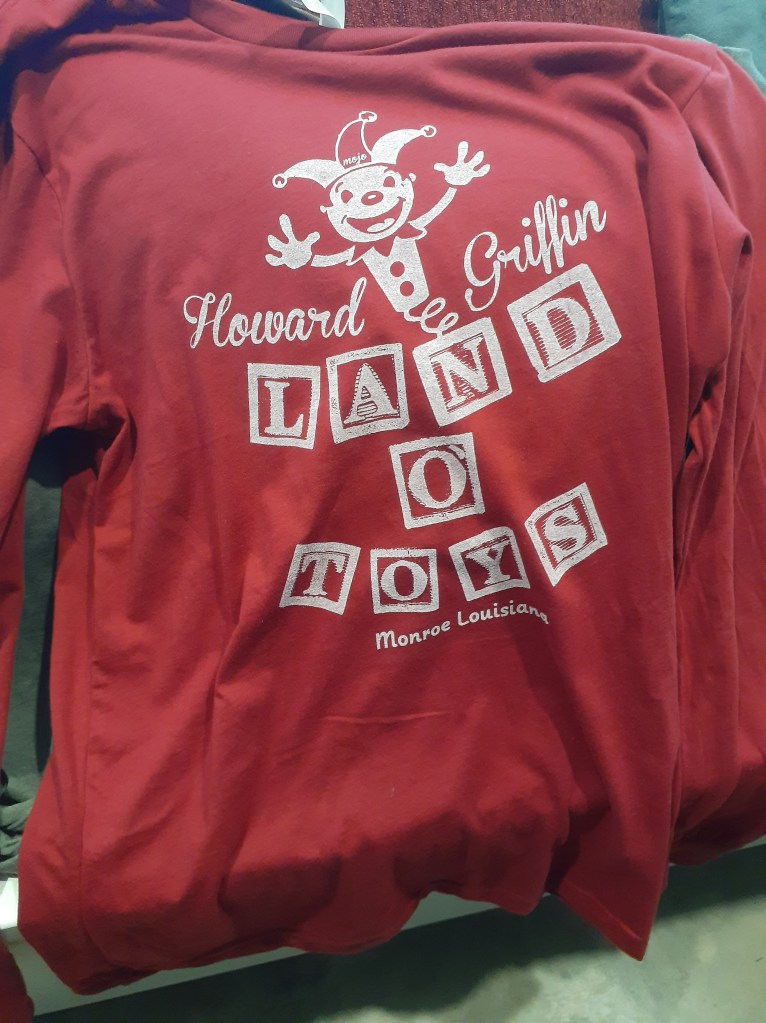 moje
Howard Griffin
LAND
O'
TOYS
Monroe Louisiana